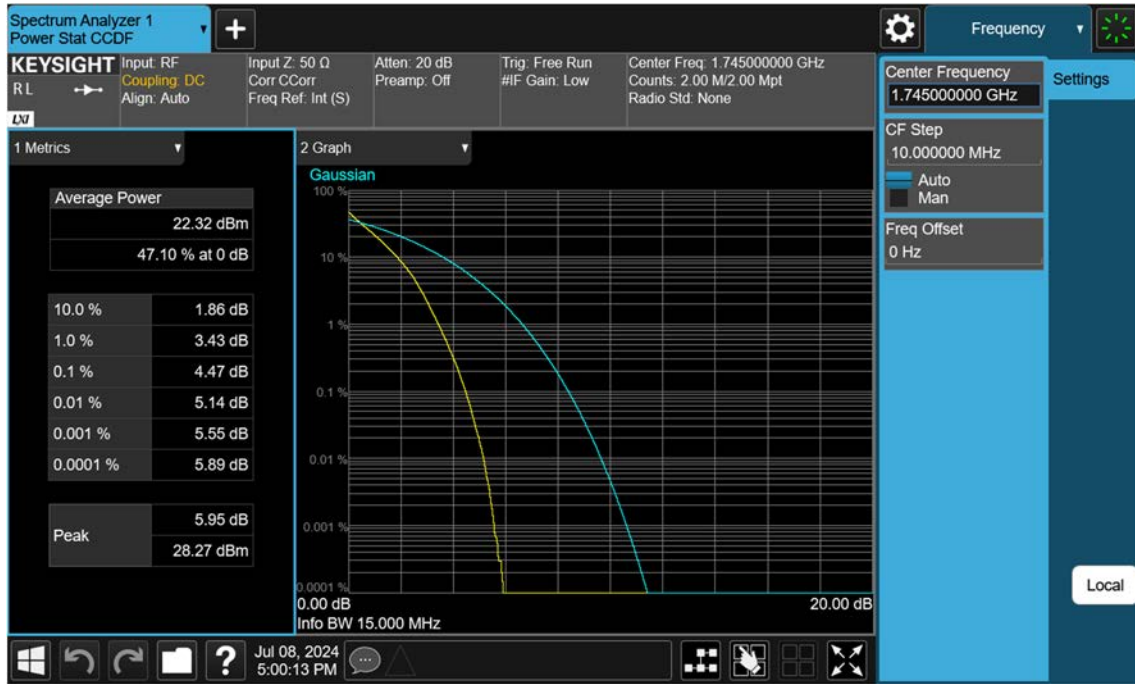 Spectrum Analyzer 1
Power Stat CCDF
+
Frequency
KEYSIGHT
RL
LXI
Input: RF
Coupling: DC
Align: Auto
Input Z: 50 Ω
Corr CCorr
Freq Ref: Int (S)
Atten: 20 dB
Preamp: Off
Trig: Free Run
#IF Gain: Low
Center Freq: 1.745000000 GHz
Counts: 2.00 M/2.00 Mpt
Radio Std: None
Center Frequency
1.745000000 GHz
Settings
CF Step
10.000000 MHz
Auto
Man
Freq Offset
0 Hz
1 Metrics
Average Power
22.32 dBm
47.10 % at 0 dB
10.0 % 1.86 dB
1.0 % 3.43 dB
0.1 % 4.47 dB
0.01 % 5.14 dB
0.001 % 5.55 dB
0.0001 % 5.89 dB
Peak
5.95 dB
28.27 dBm
2 Graph
Gaussian
100 %
10 %
1 %
0.1 %
0.01 %
0.001 %
0.0001 %
0.00 dB 20.00 dB
Info BW 15.000 MHz
Local
?
Jul 08, 2024
5:00:13 PM